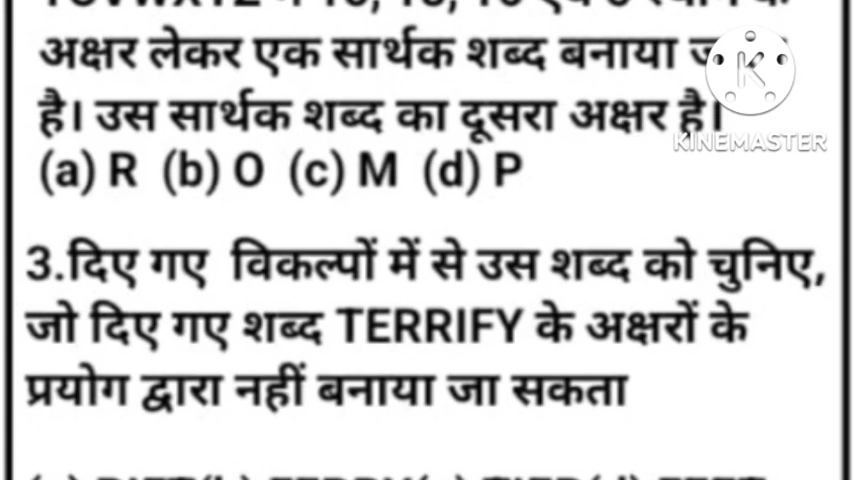 अक्षर लेकर एक सार्थक शब्द बनाया
है। उस सार्थक शब्द का दूसरा अक्षर है।
KINEMASTER
(a) R (b) O (c) M (d) P
3.दिए गए विकल्पों में से उस शब्द को चुनिए,
जो दिए गए शब्द TERRIFY के अक्षरों के
प्रयोग द्वारा नहीं बनाया जा सकता